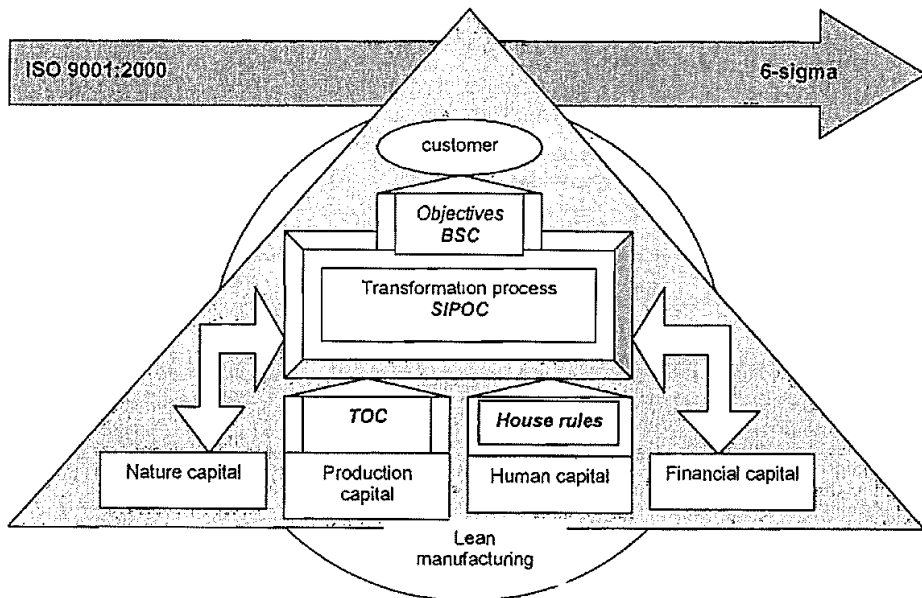 ISO 9001:2000
6-sigma
customer
Objectives
BSC
Transformation process
SIPOC
TOC
House rules
Nature capital
Production
capital
Human capital
Financial capital
Lean
manufacturing